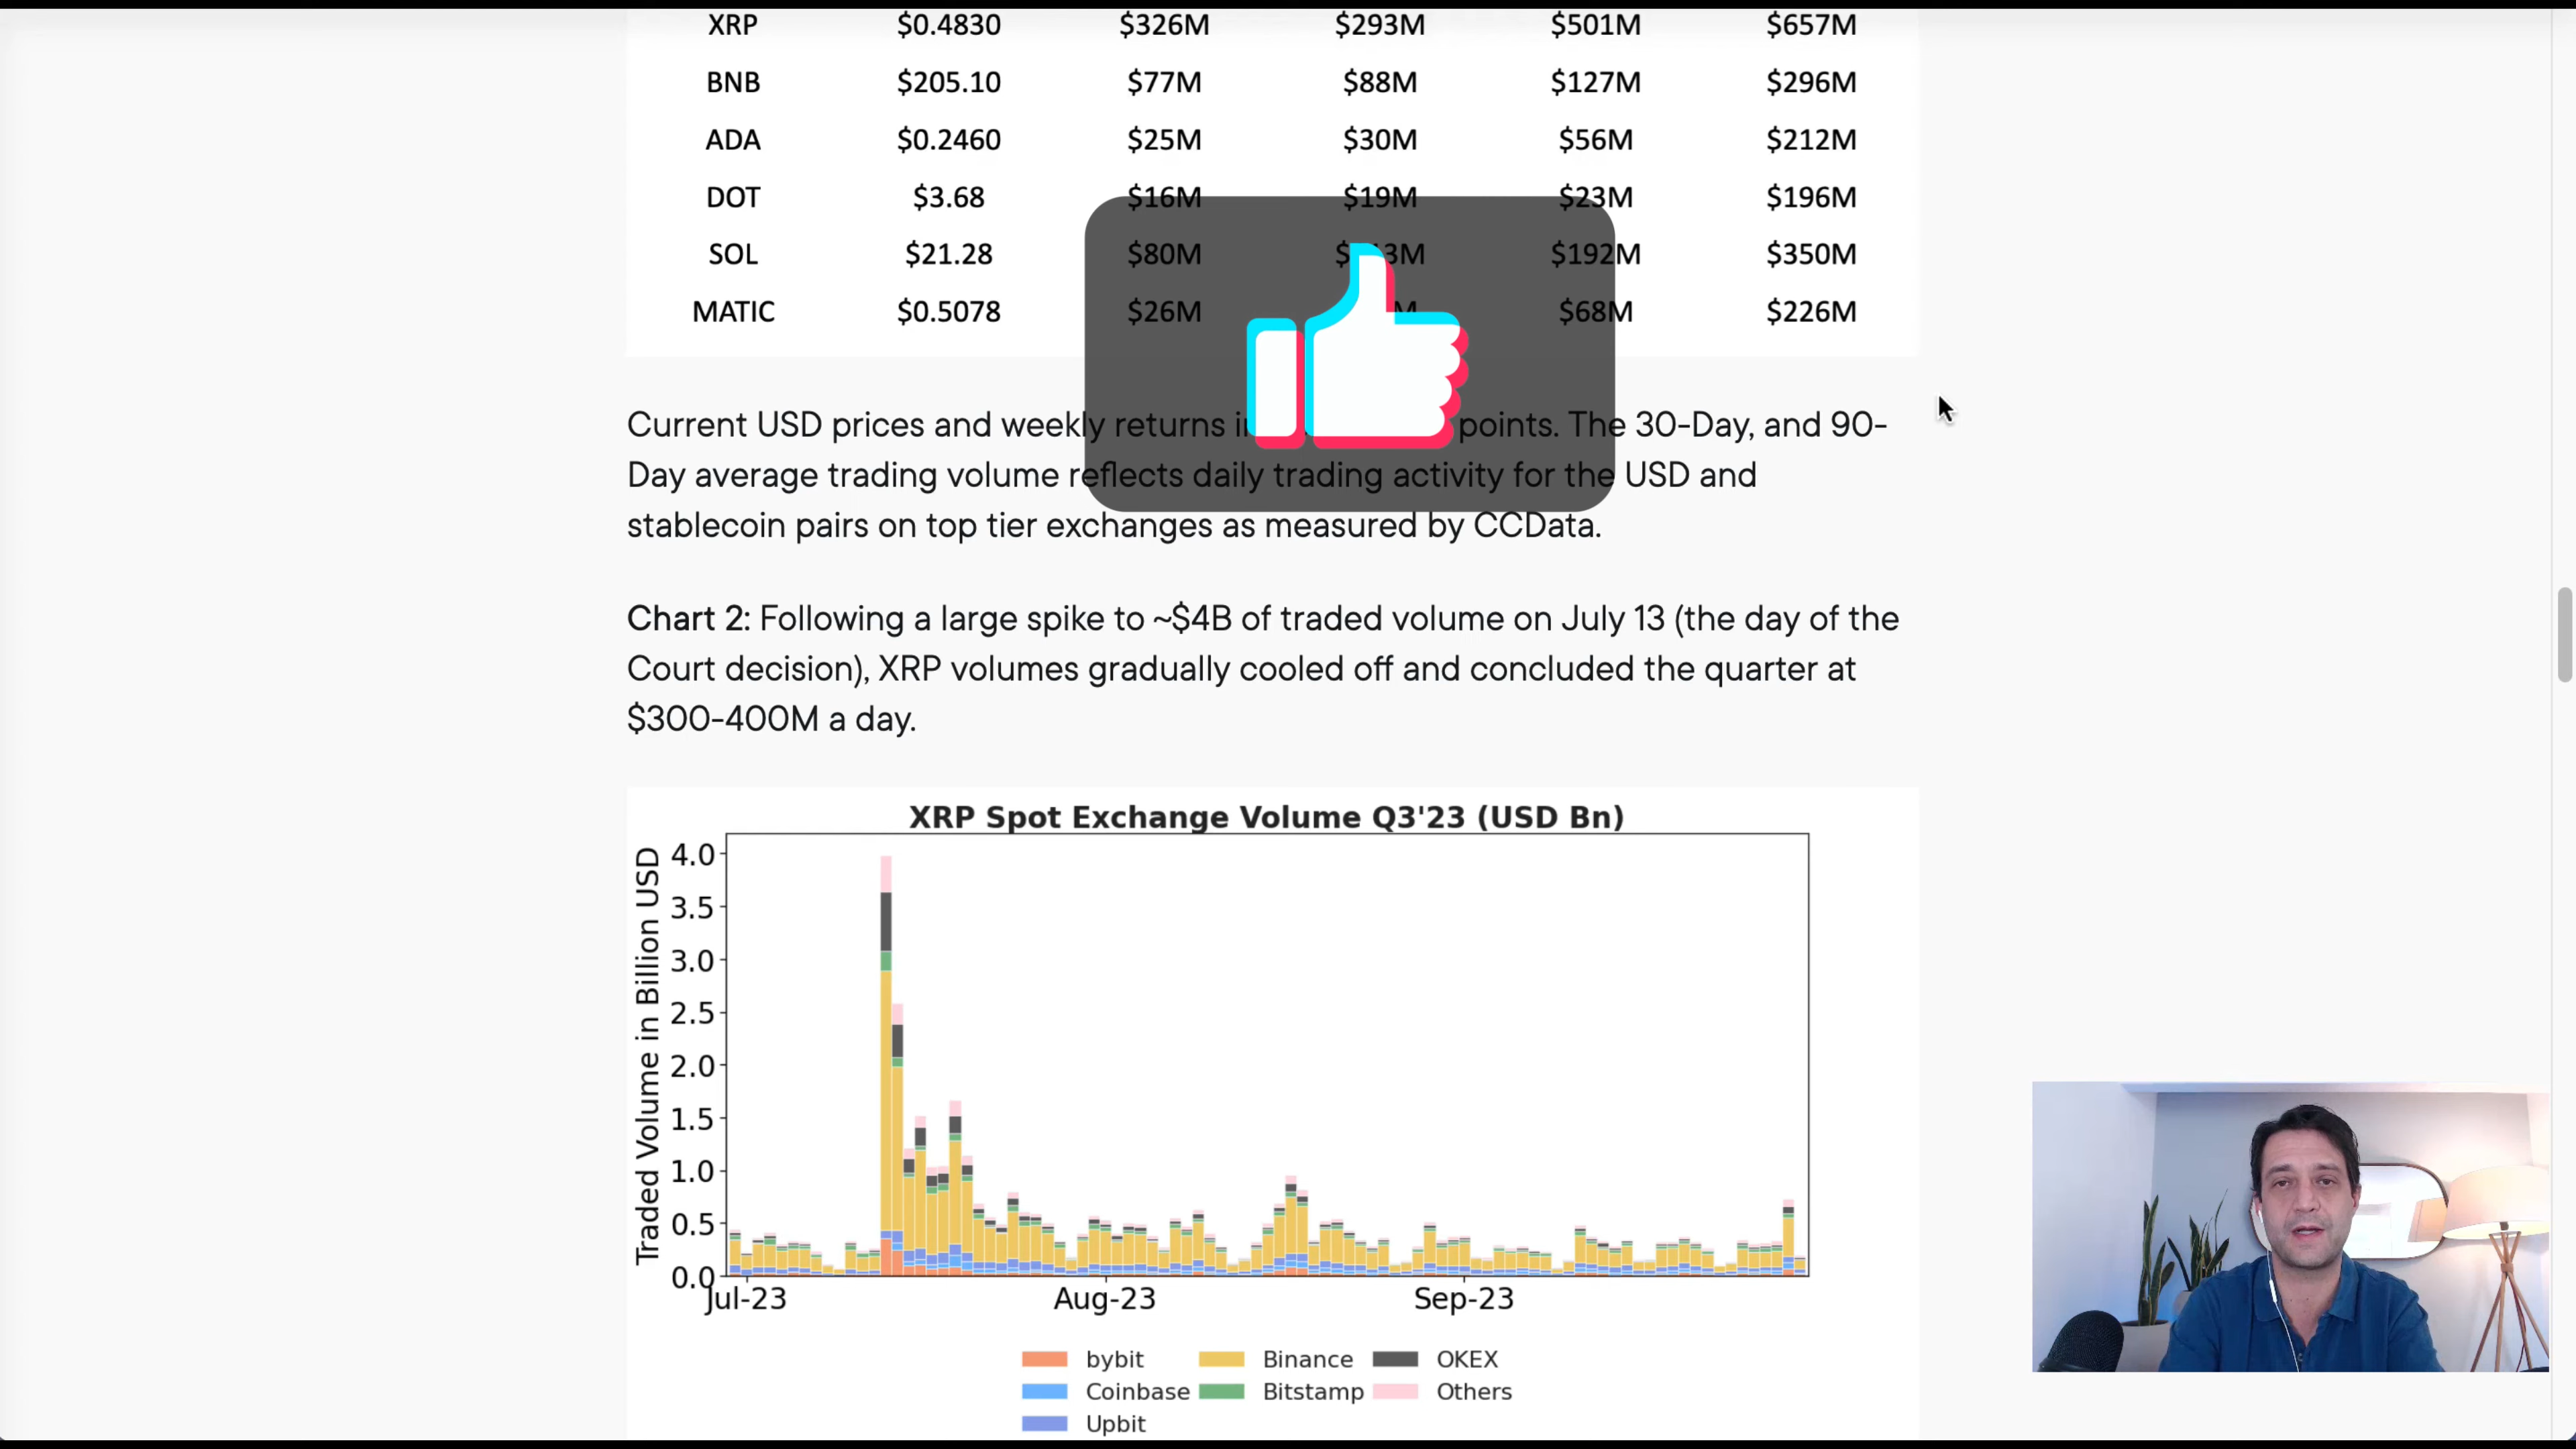 XRP $0.4830 $326M $293M $501M $657M
BNB $205.10 $77M $88M $127M $296M
ADA $0.2460 $25M $30M $56M $212M
DOT $3.68 $16M $19M $23M $196M
SOL $21.28 $80M $192M $350M
MATIC $0.5078 $26M $68M $226M
Current USD prices and weekly returns points. The 30-Day, and 90-
Day average trading volume reflects daily trading activity for the USD and
stablecoin pairs on top tier exchanges as measured by CCData.
Chart 2: Following a large spike to ~$4B of traded volume on July 13 (the day of the
Court decision), XRP volumes gradually cooled off and concluded the quarter at
$300-400M a day.
XRP Spot Exchange Volume Q3'23 (USD Bn)
Traded Volume in Billion USD
4.0
3.5
3.0
2.5
2.0
1.5
1.0
0.5
0.0
Jul-23 Aug-23 Sep-23
bybit Binance OKEX
Coinbase Bitstamp Others
Upbit